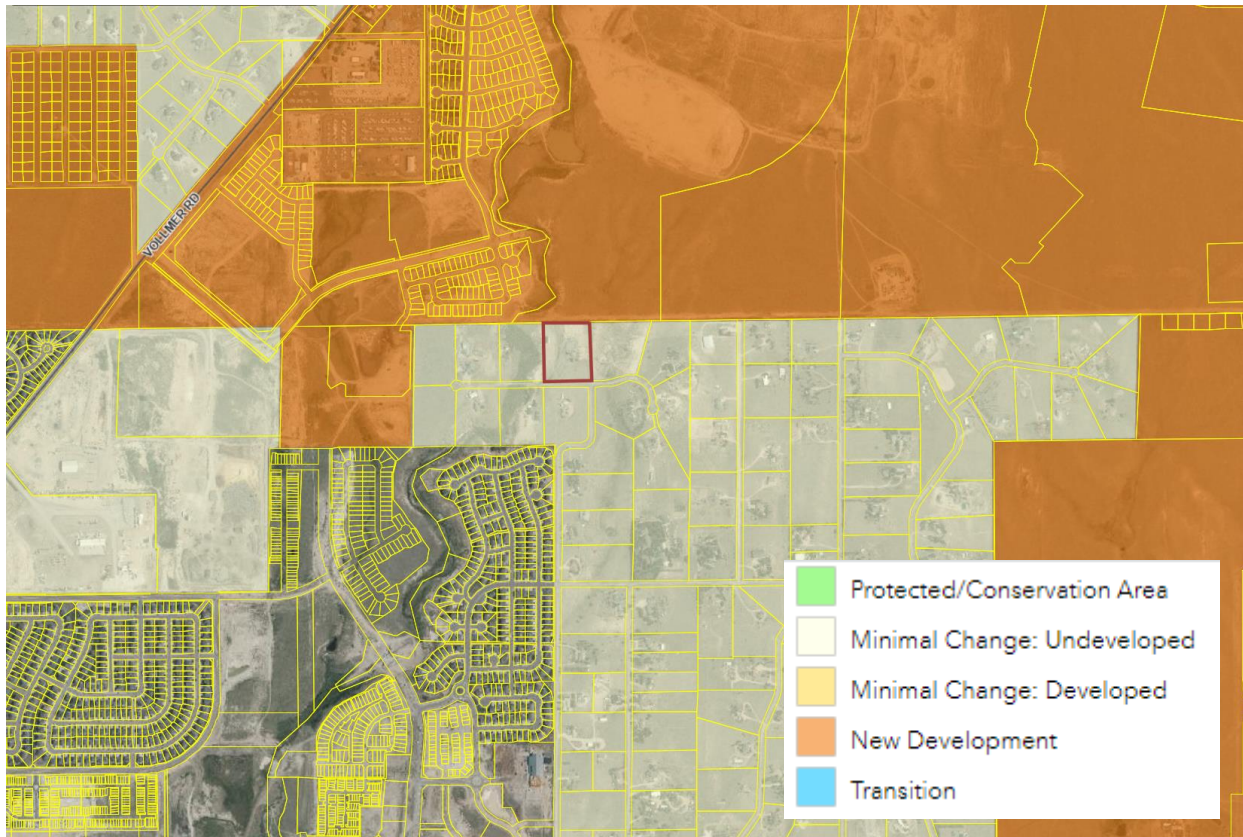 VOLLMER RD
Protected/Conservation Area
Minimal Change: Undeveloped
Minimal Change: Developed
New Development
Transition